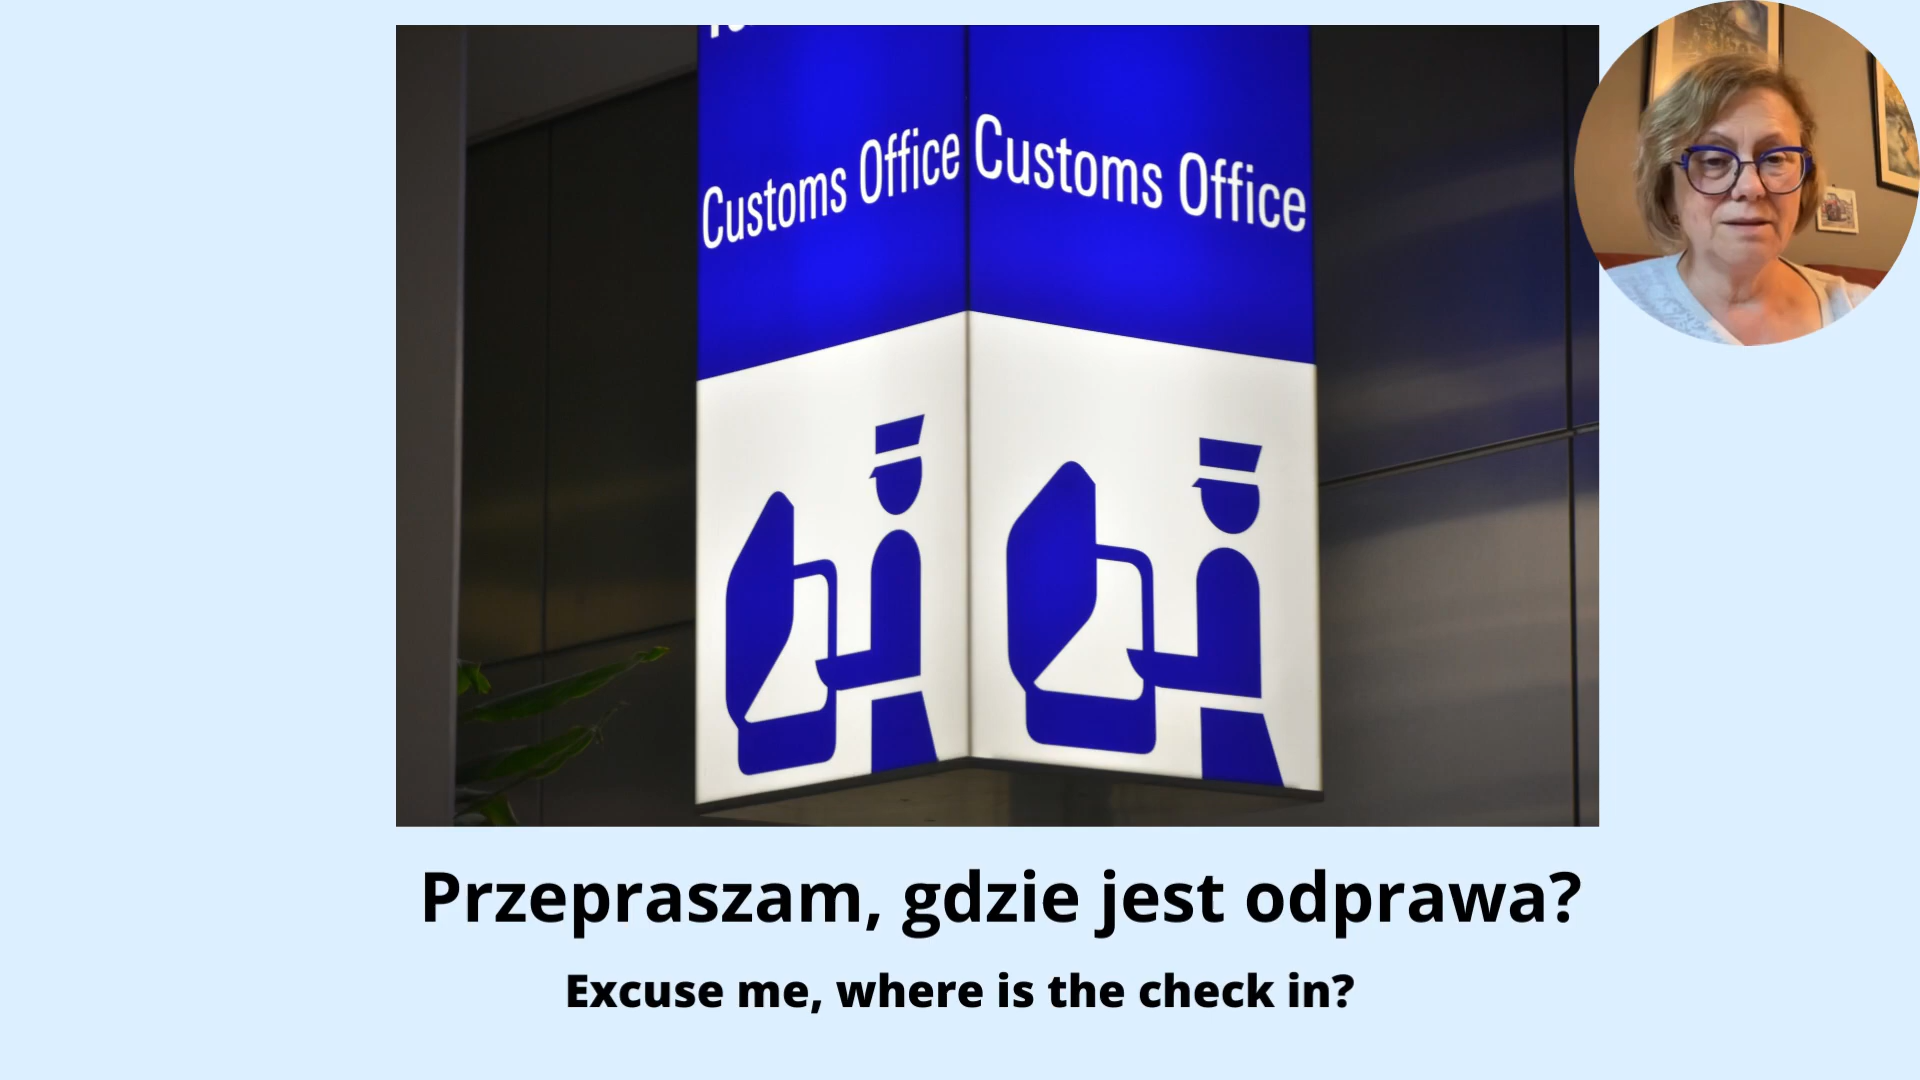 Customs Office
Customs Office
Przepraszam, gdzie jest odprawa?
Excuse me, where is the check in?